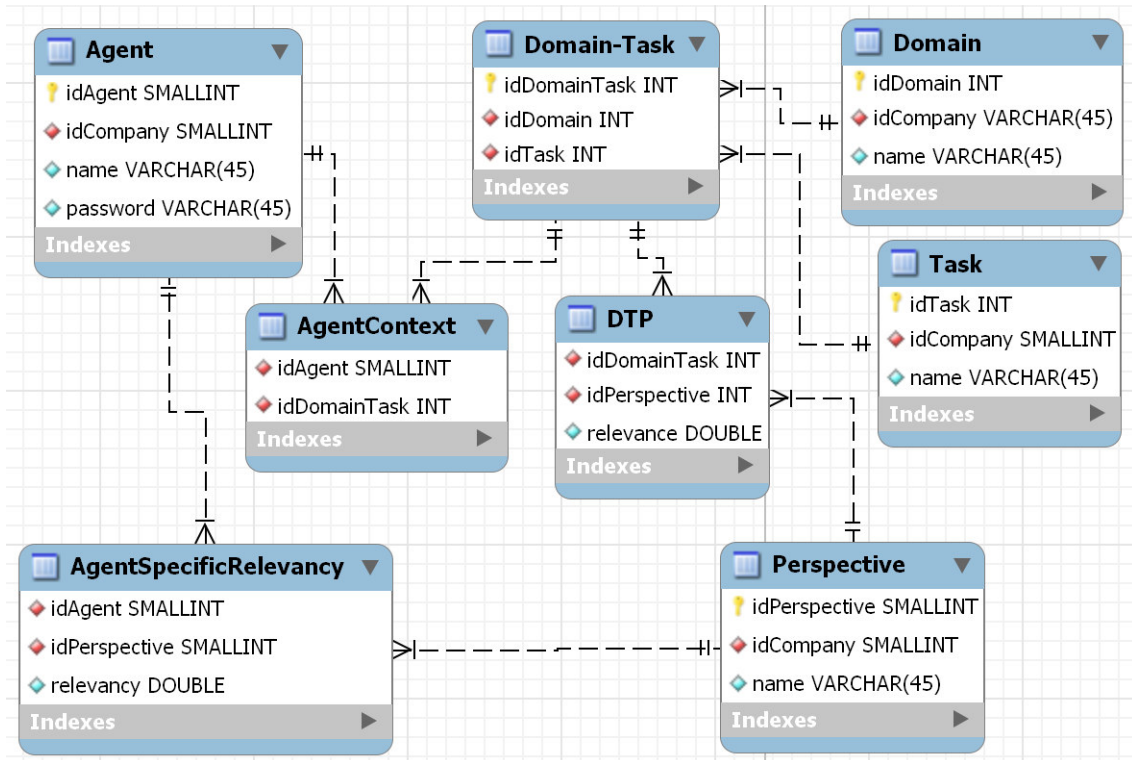 Agent
idAgent SMALLINT
idCompany SMALLINT
name VARCHAR(45)
password VARCHAR(45)
Indexes
Domain-Task
idDomainTask INT
idDomain INT
idTask INT
Indexes
Domain
idDomain INT
idCompany VARCHAR(45)
name VARCHAR(45)
Indexes
Task
idTask INT
idCompany SMALLINT
name VARCHAR(45)
Indexes
AgentContext
idAgent SMALLINT
idDomainTask INT
Indexes
DTP
idDomainTask INT
idPerspective INT
relevance DOUBLE
Indexes
AgentSpecificRelevancy
idAgent SMALLINT
idPerspective SMALLINT
relevancy DOUBLE
Indexes
Perspective
idPerspective SMALLINT
idCompany SMALLINT
name VARCHAR(45)
Indexes